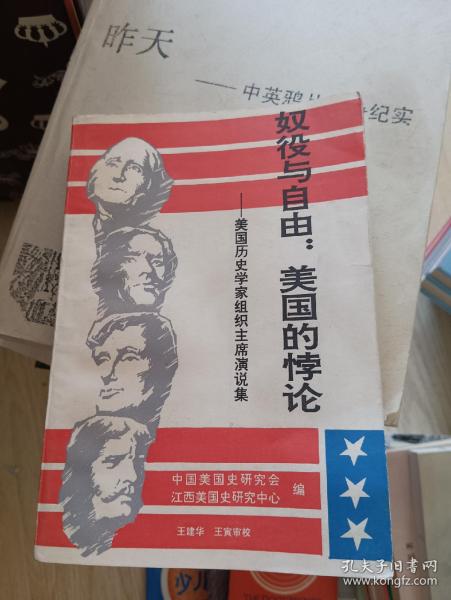 昨天
——中英鸦
纪实
奴役与自由：美国的悖论
——美国历史学家组织主席演说集
中国美国史研究会
江西美国史研究中心
编
王建华 王寅审校
少儿
孔夫子旧书网
www.kongfz.com